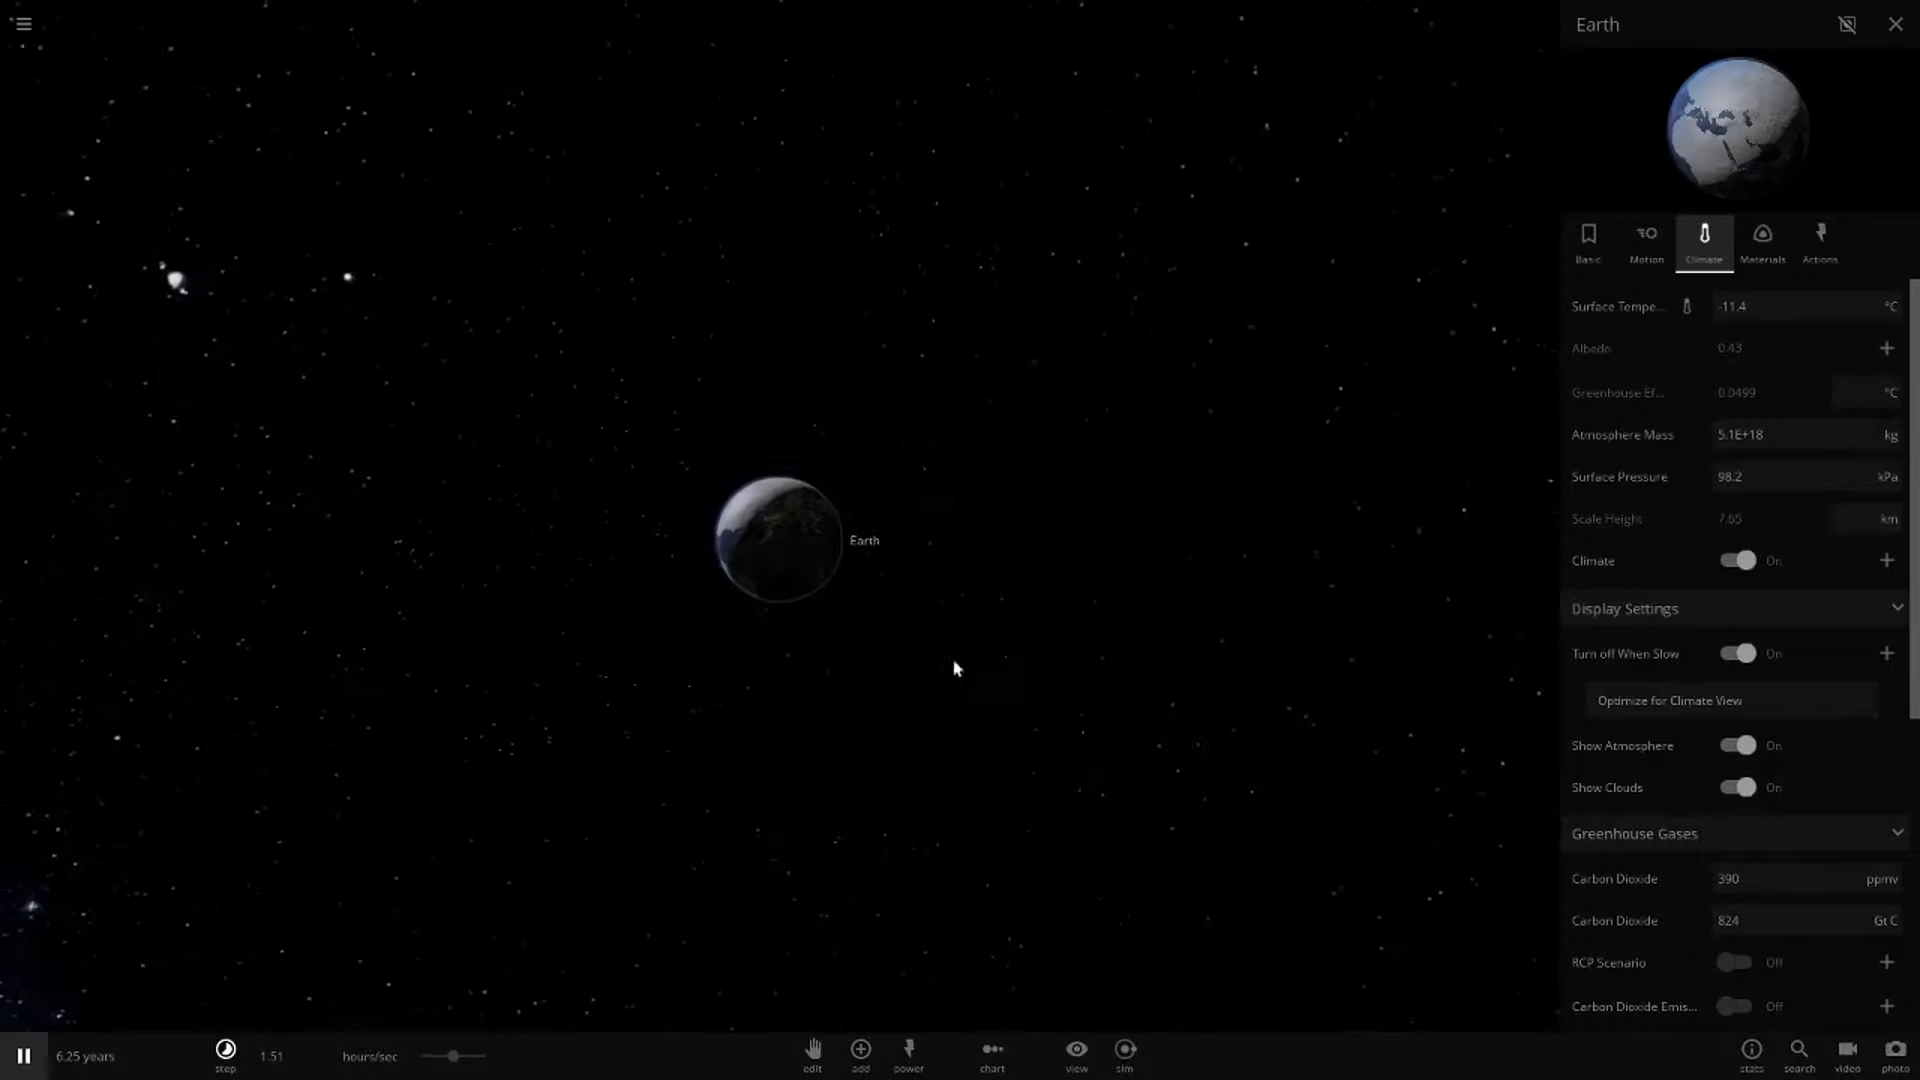 Earth
Basic Motion Climate Materials Actions
Surface Tempe... -11.4 °C
Albedo 0.43
Greenhouse Ef... 0.0499 °C
Atmosphere Mass 5.1E+18 kg
Surface Pressure 98.2 kPa
Scale Height 7.65 km
Climate On
Display Settings
Turn off When Slow On
Optimize for Climate View
Show Atmosphere On
Show Clouds On
Greenhouse Gases
Carbon Dioxide 390 ppmv
Carbon Dioxide 824 Gt C
RCP Scenario Off
Carbon Dioxide Emis... Off
Earth
6.25 years step 1.51 hours/sec edit add power chart view sim stats search video photo